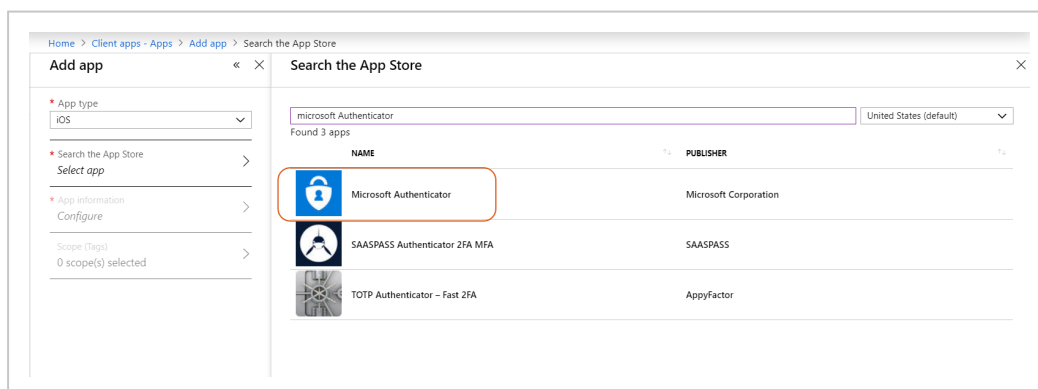 Home > Client apps - Apps > Add app > Search the App Store
Add app
* App type
iOS
* Search the App Store
Select app
* App information
Configure
Scope (Tags)
0 scope(s) selected
Search the App Store
microsoft Authenticator
United States (default)
Found 3 apps
NAME PUBLISHER
Microsoft Authenticator Microsoft Corporation
SAASPASS Authenticator 2FA MFA SAASPASS
TOTP Authenticator – Fast 2FA AppyFactor